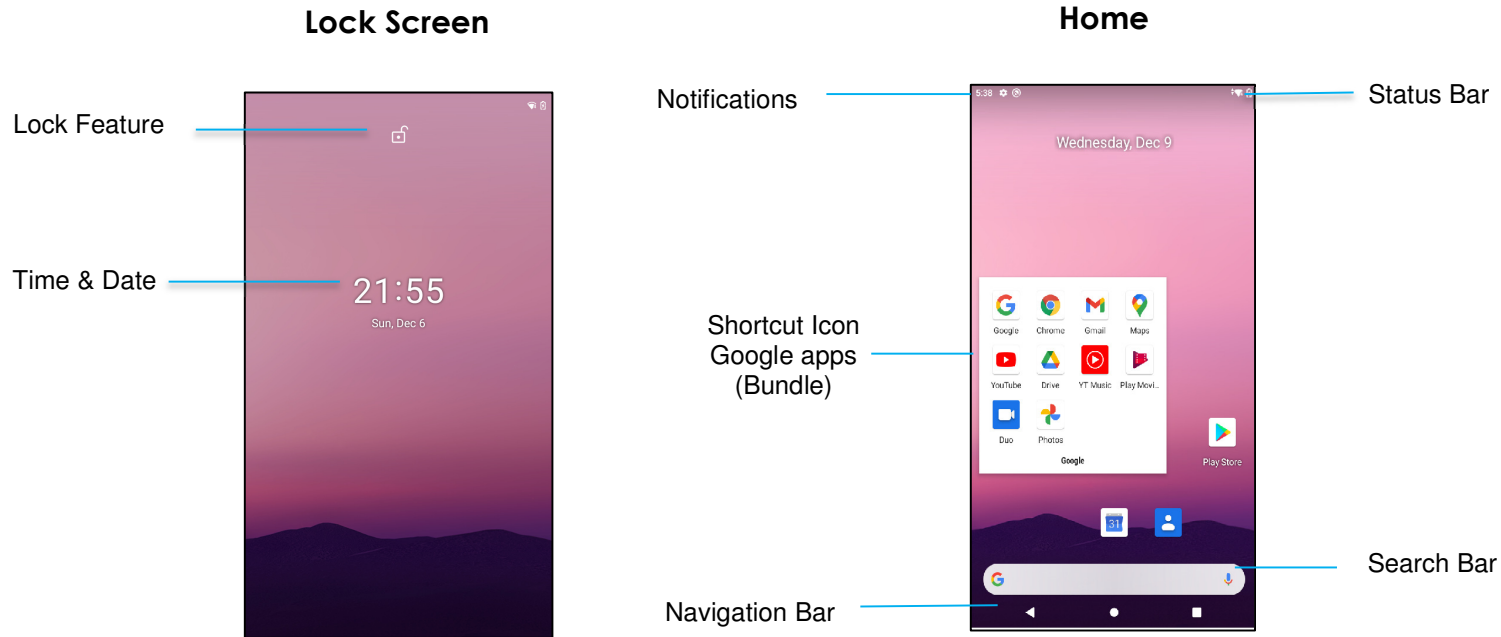 Lock Screen
Lock Feature
Time & Date
21:55
Sun, Dec 6
Home
Notifications
Status Bar
5:38
Wednesday, Dec 9
Shortcut Icon
Google apps
(Bundle)
Google Chrome Gmail Maps
YouTube Drive YT Music Play Movi...
Duo Photos
Google
Play Store
31
G
Search Bar
Navigation Bar